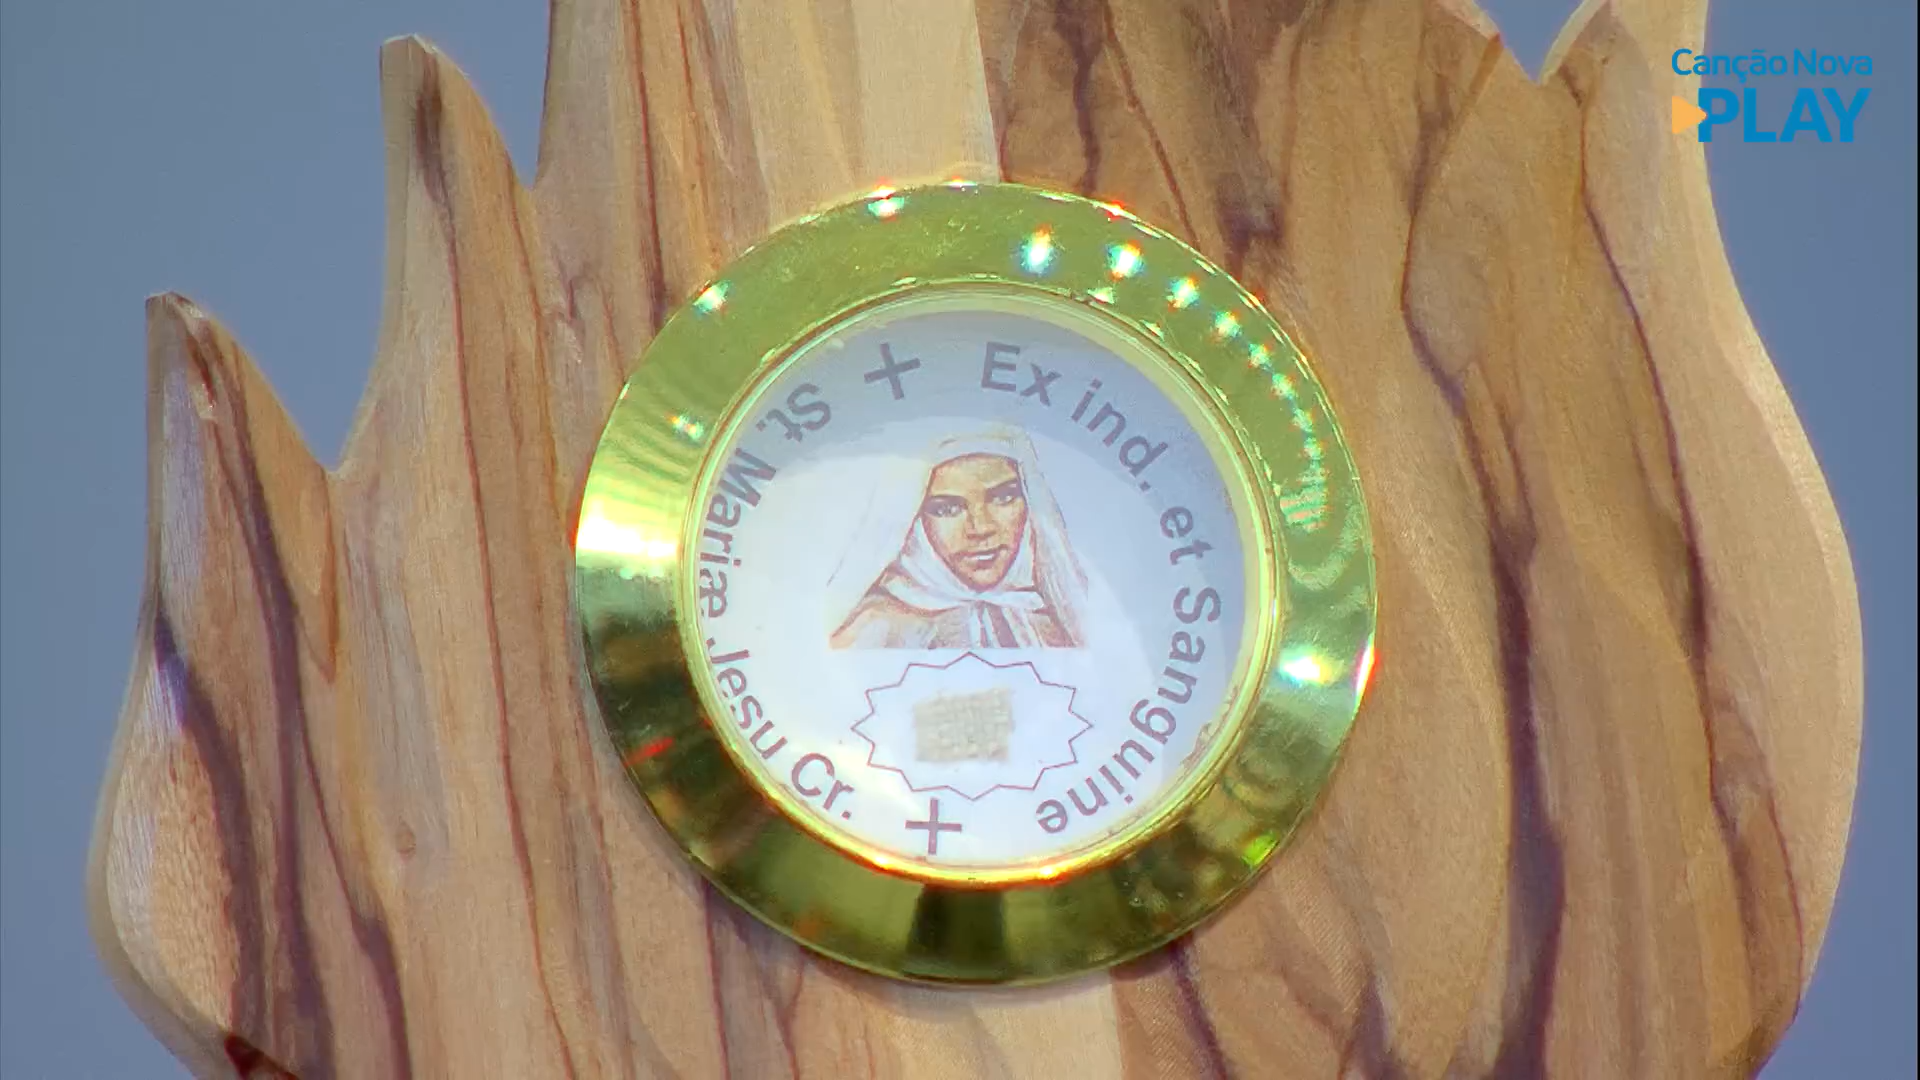 Canção Nova
PLAY
+ Ex ind. et Sanguine
+ St. Mariæ Jesu Cr.